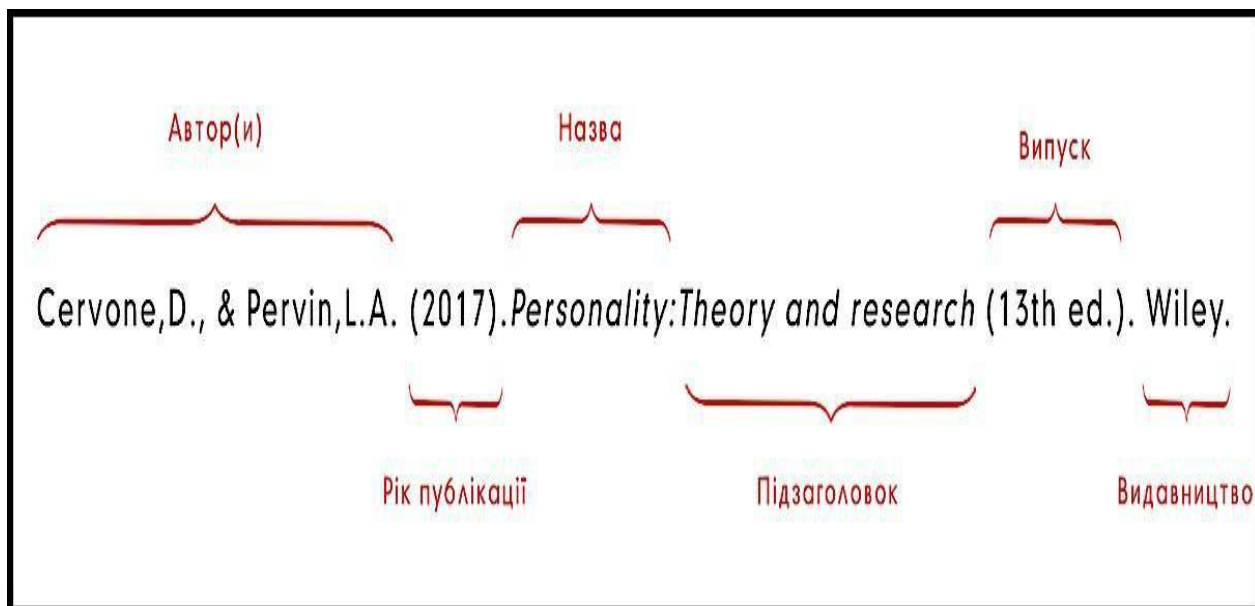 Автор(и)
Назва
Випуск
Cervone,D., & Pervin,L.A. (2017).Personality:Theory and research (13th ed.). Wiley.
Рік публікації
Підзаголовок
Видавництво